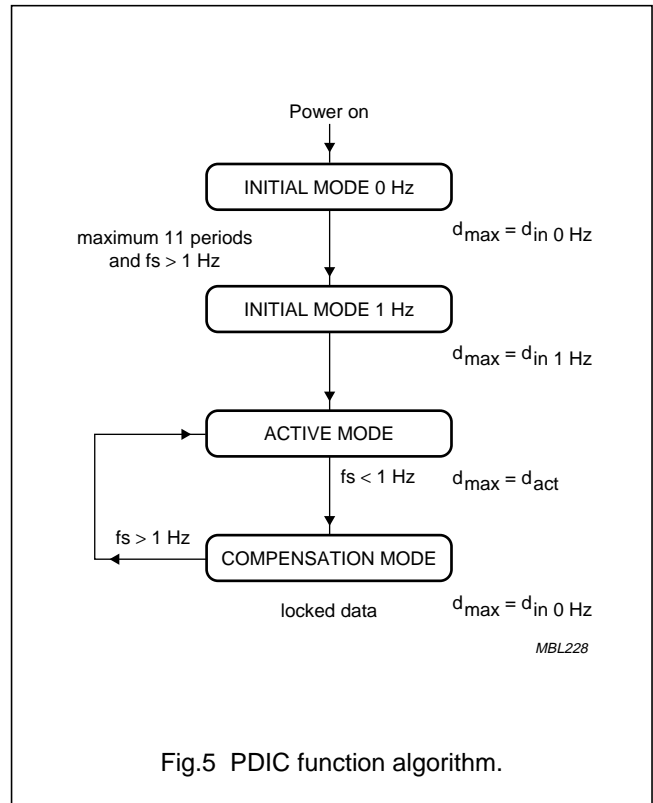 Power on
INITIAL MODE 0 Hz
dmax = din 0 Hz
maximum 11 periods
and fs > 1 Hz
INITIAL MODE 1 Hz
dmax = din 1 Hz
ACTIVE MODE
fs < 1 Hz
dmax = dact
fs > 1 Hz
COMPENSATION MODE
locked data
dmax = din 0 Hz
MBL228
Fig.5 PDIC function algorithm.